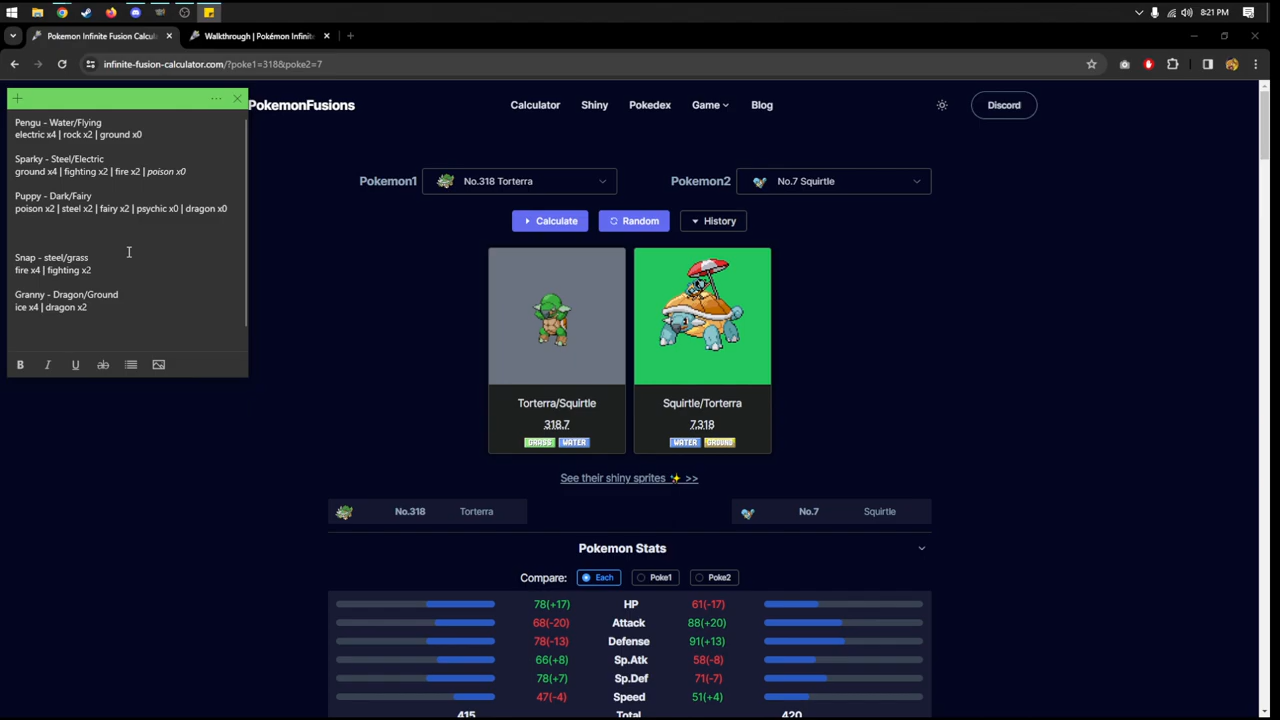 8:21 PM
Pokemon Infinite Fusion Calcula
Walkthrough | Pokémon Infinite
infinite-fusion-calculator.com/?poke1=318&poke2=7
PokemonFusions
Calculator
Shiny
Pokedex
Game
Blog
Discord
Pengu - Water/Flying
electric x4 | rock x2 | ground x0
Sparky - Steel/Electric
ground x4 | fighting x2 | fire x2 | poison x0
Puppy - Dark/Fairy
poison x2 | steel x2 | fairy x2 | psychic x0 | dragon x0
Snap - steel/grass
fire x4 | fighting x2
Granny - Dragon/Ground
ice x4 | dragon x2
B I U ab
Pokemon1
No.318 Torterra
Pokemon2
No.7 Squirtle
Calculate
Random
History
Torterra/Squirtle
318.7
GRASS WATER
Squirtle/Torterra
7.318
WATER GROUND
See their shiny sprites ✨ >>
No.318 Torterra
No.7 Squirtle
Pokemon Stats
Compare: Each Poke1 Poke2
78(+17) HP 61(-17)
68(-20) Attack 88(+20)
78(-13) Defense 91(+13)
66(+8) Sp.Atk 58(-8)
78(+7) Sp.Def 71(-7)
47(-4) Speed 51(+4)
415 Total 420